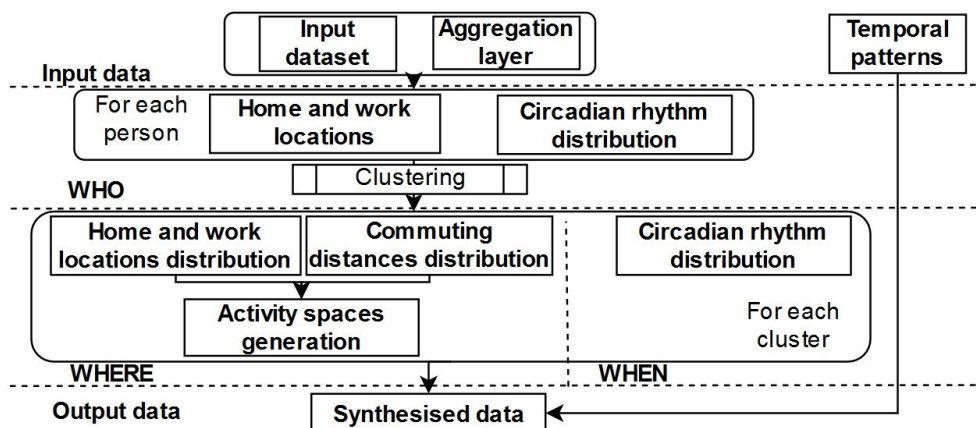 Input
dataset
Aggregation
layer
Temporal
patterns
Input data
For each
person
Home and work
locations
Circadian rhythm
distribution
Clustering
WHO
Home and work
locations distribution
Commuting
distances distribution
Circadian rhythm
distribution
Activity spaces
generation
For each
cluster
WHERE
WHEN
Output data
Synthesised data